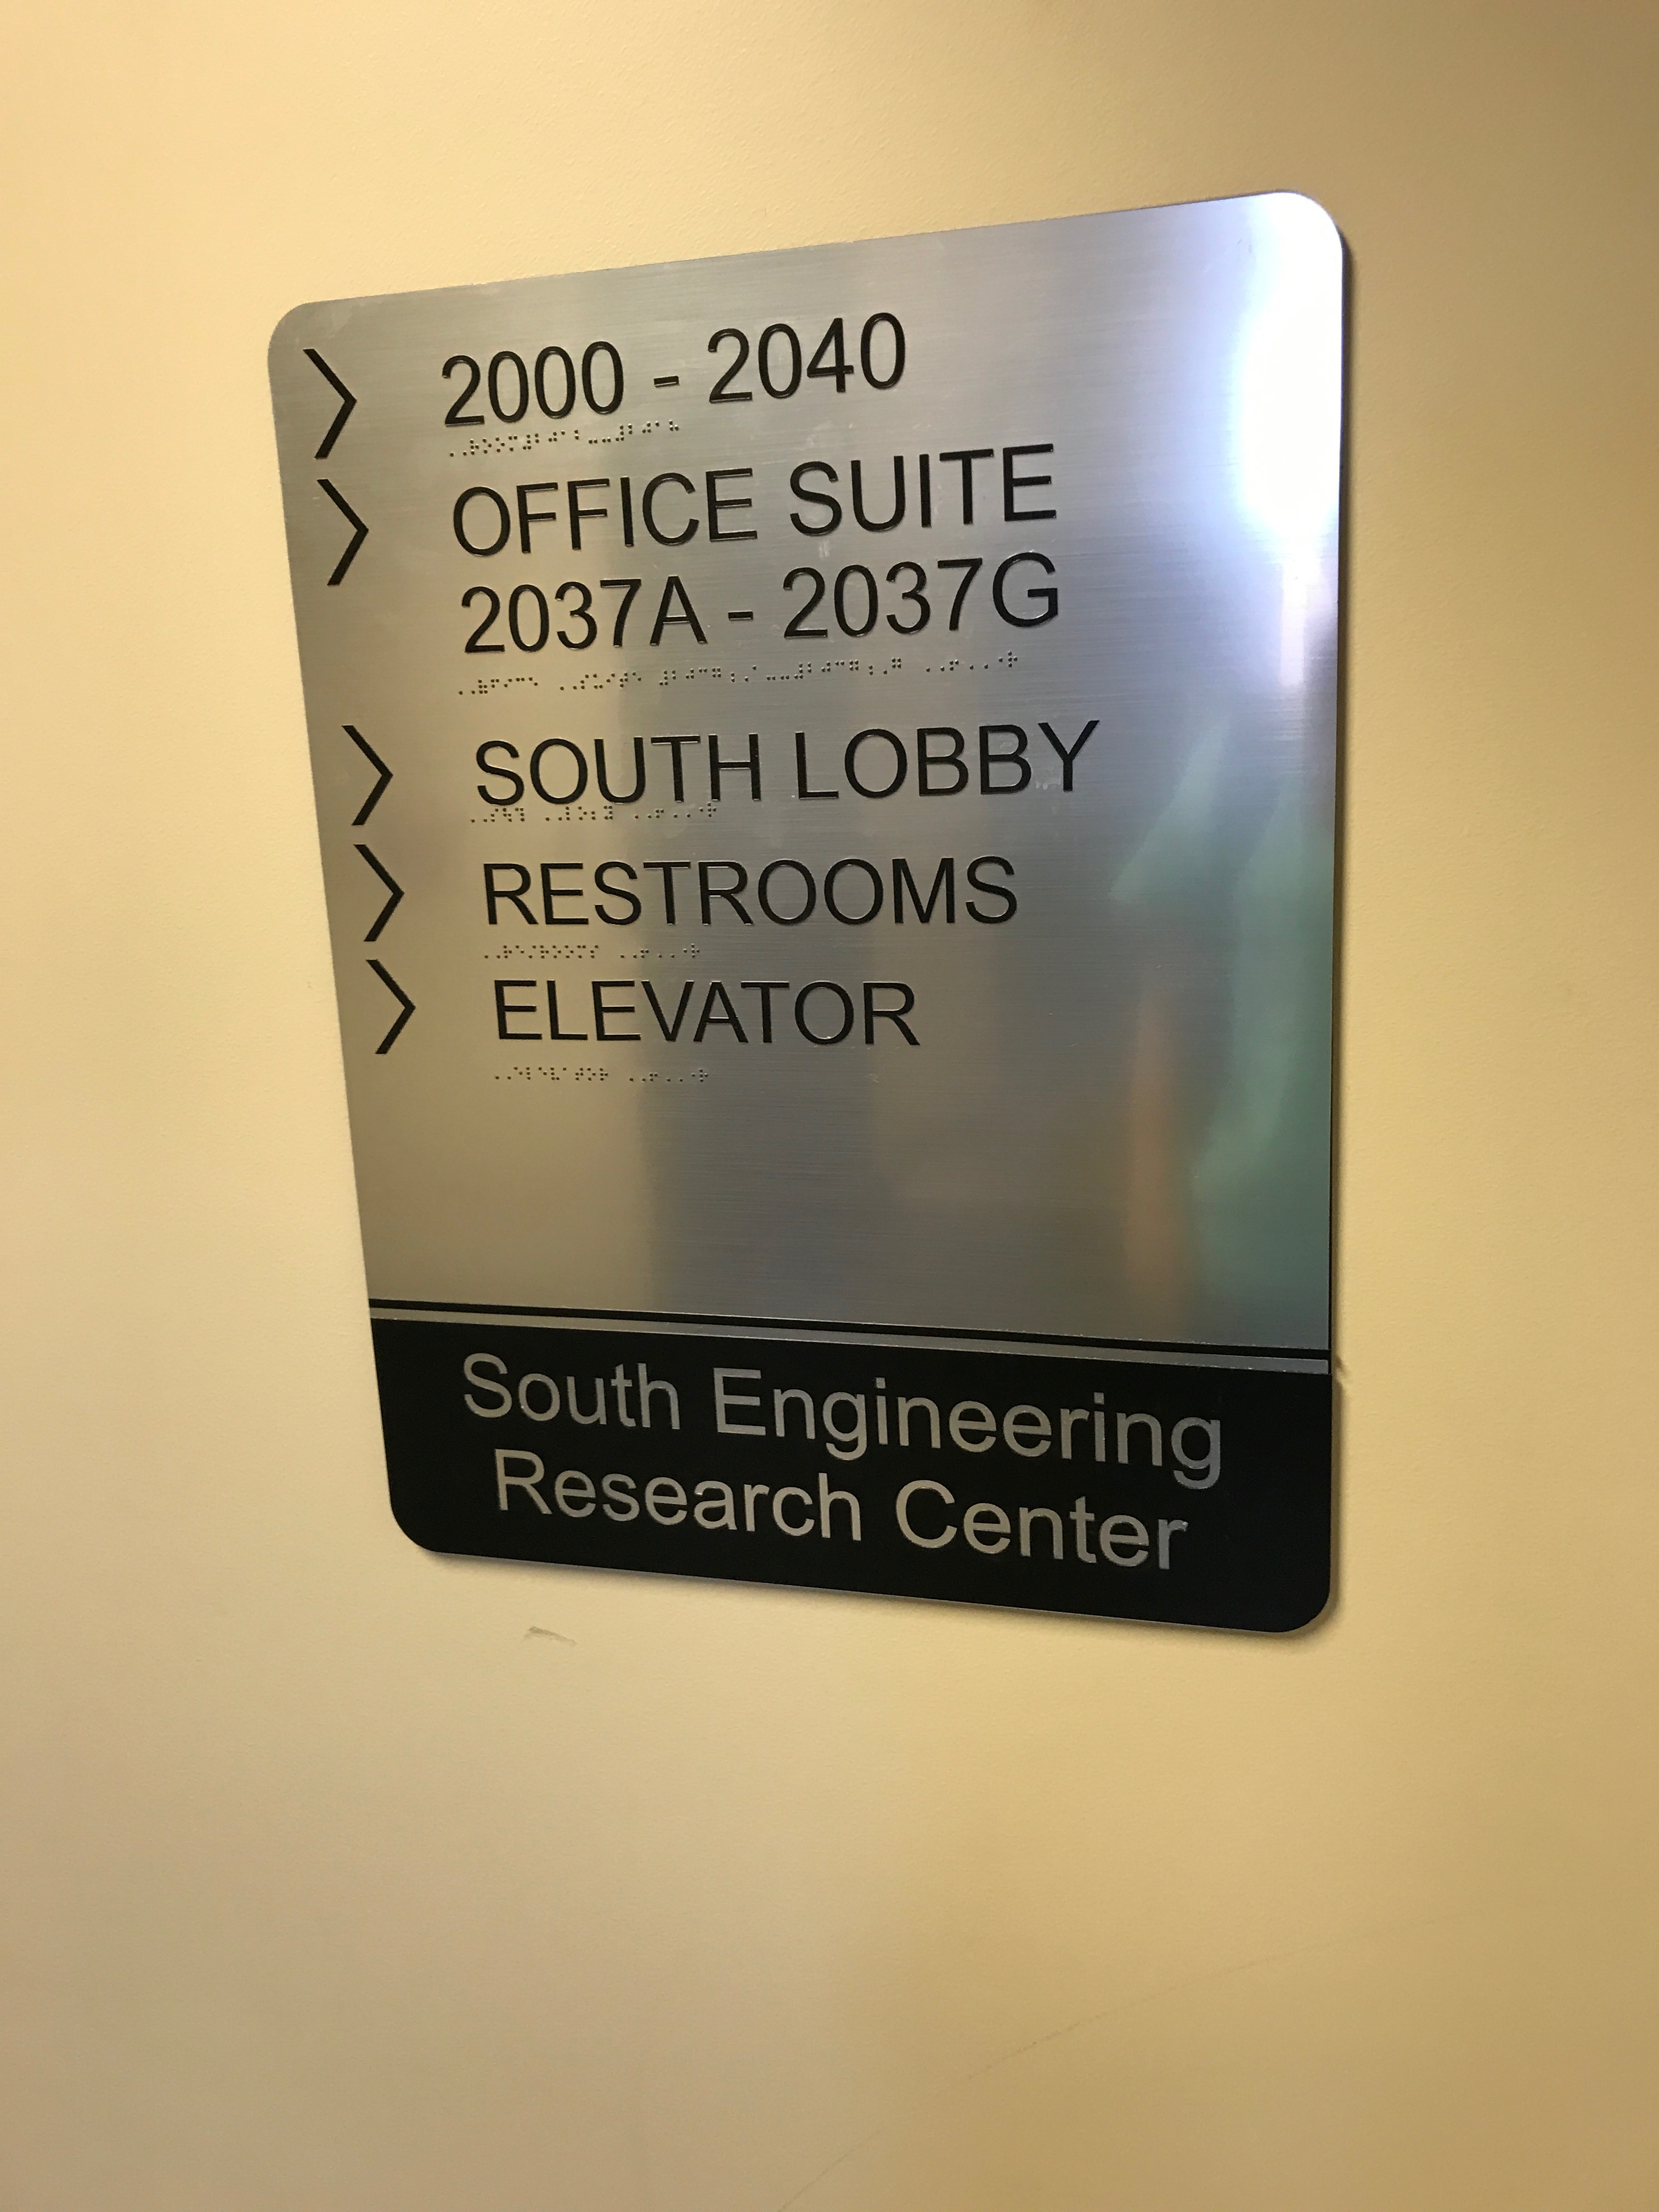 2000 - 2040
OFFICE SUITE
2037A - 2037G
SOUTH LOBBY
RESTROOMS
ELEVATOR
South Engineering
Research Center